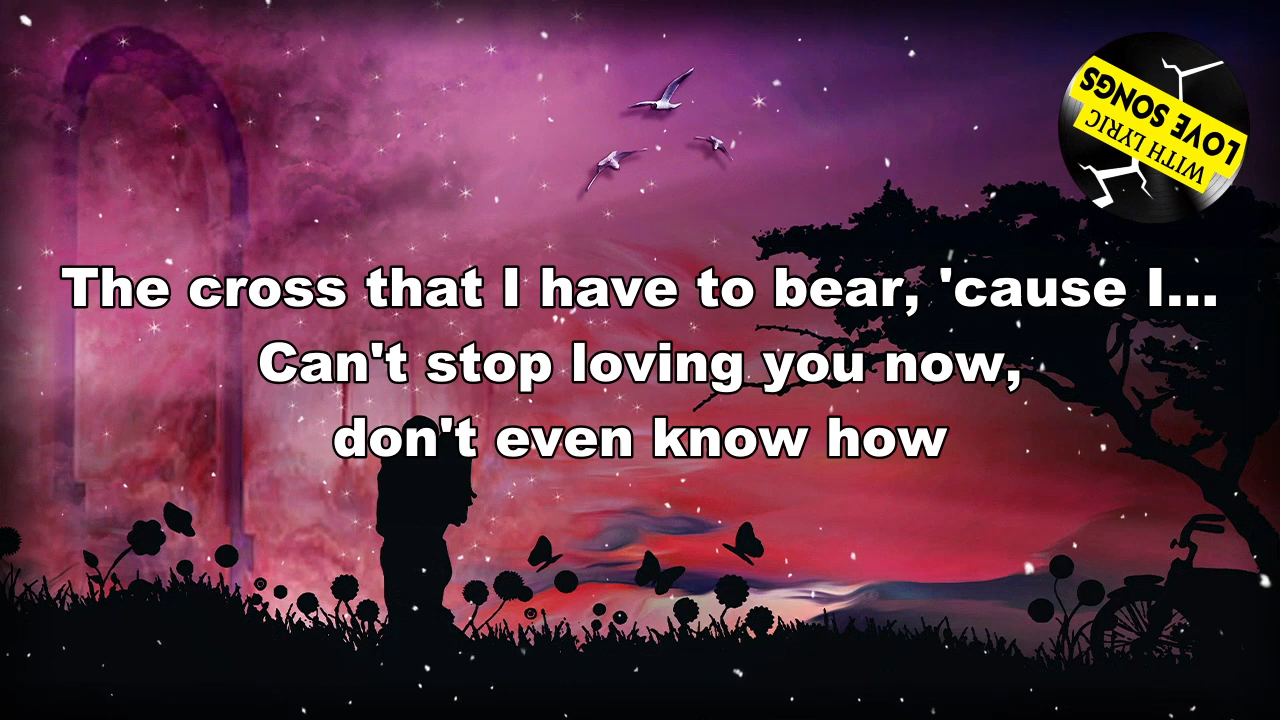 The cross that I have to bear, 'cause I...
Can't stop loving you now,
don't even know how
LOVE SONGS
WITH LYRIC